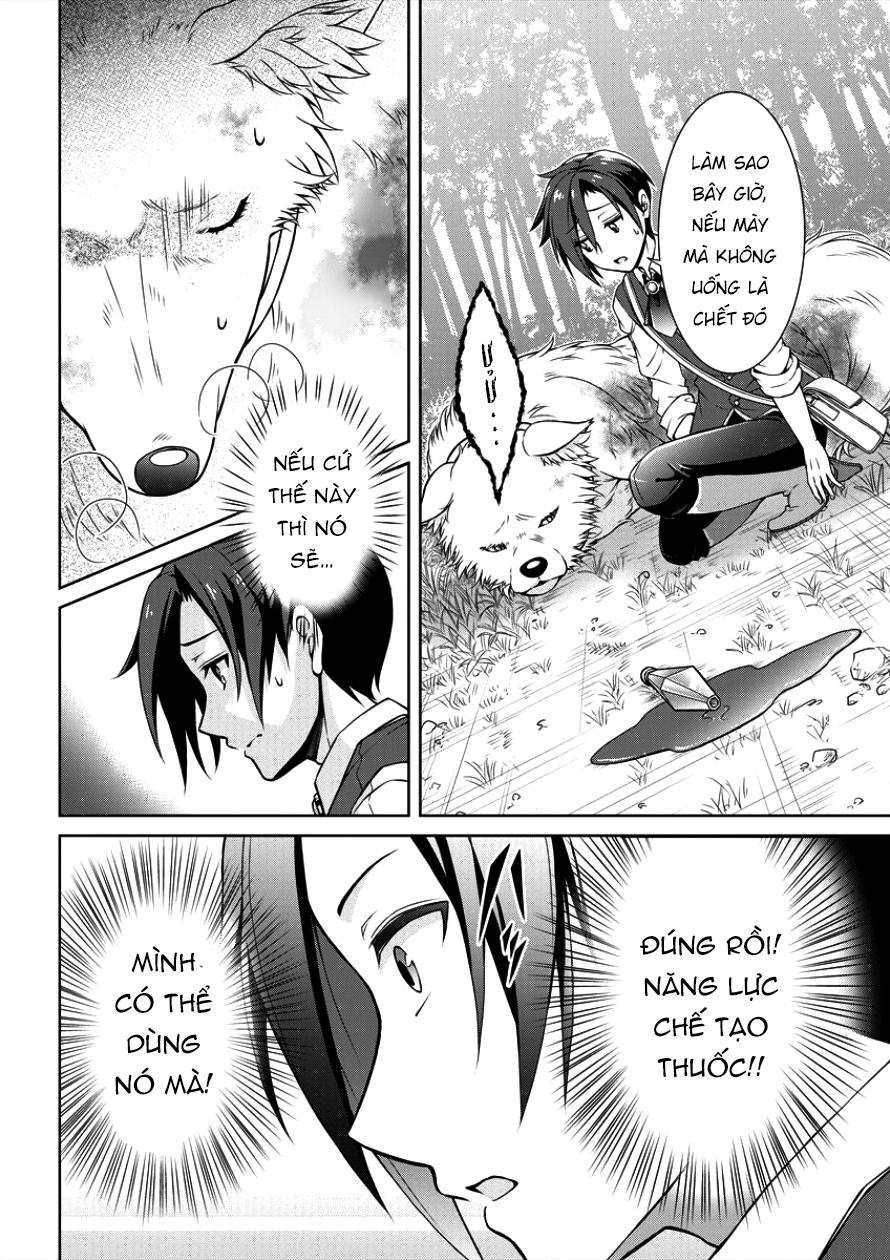 LÀM SAO
BÂY GIỜ,
NẾU MÀY
MÀ KHÔNG
UỐNG LÀ
CHẾT ĐÓ
Ư Ử...
NẾU CỨ
THẾ NÀY
THÌ NÓ
SẼ...
ĐÚNG RỒI!
NĂNG LỰC
CHẾ TẠO
THUỐC!!
MÌNH
CÓ THỂ
DÙNG
NÓ MÀ!